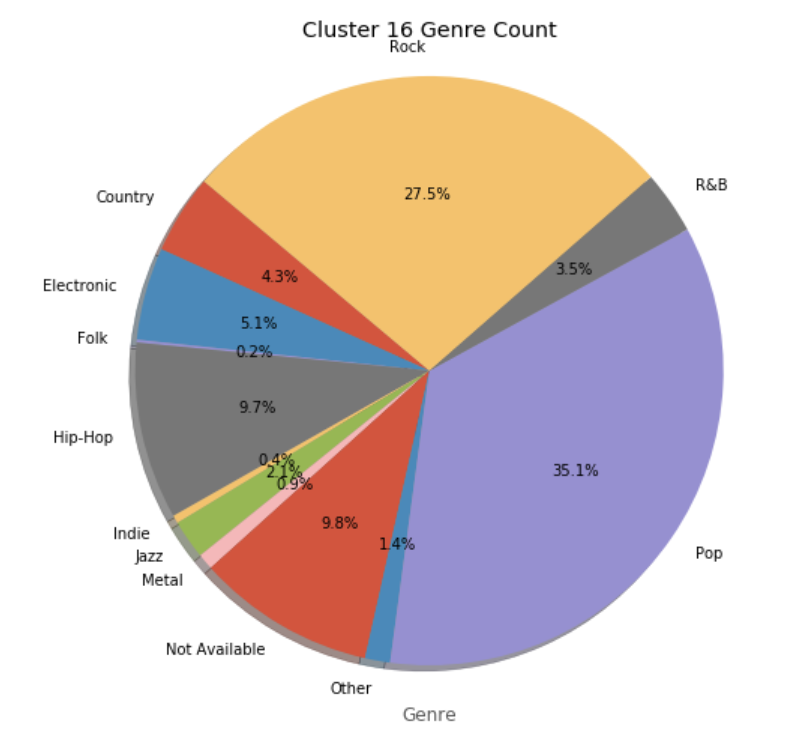 Cluster 16 Genre Count
Rock
R&B
27.5%
Country
3.5%
4.3%
Electronic
5.1%
Folk
0.2%
9.7%
Hip-Hop
0.4%
2.1%
0.9%
35.1%
9.8%
Indie
1.4%
Jazz
Pop
Metal
Not Available
Other
Genre